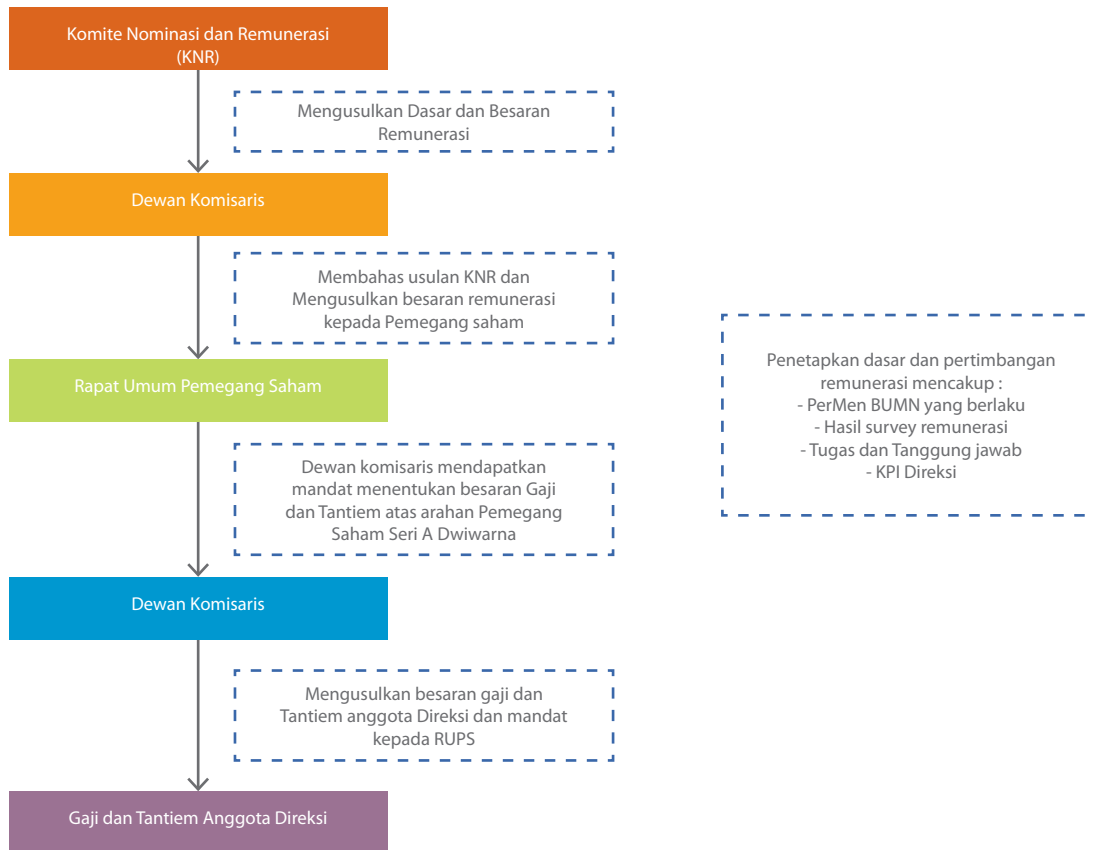 Komite Nominasi dan Remunerasi
(KNR)
Mengusulkan Dasar dan Besaran
Remunerasi
Dewan Komisaris
Membahas usulan KNR dan
Mengusulkan besaran remunerasi
kepada Pemegang saham
Rapat Umum Pemegang Saham
Dewan komisaris mendapatkan
mandat menentukan besaran Gaji
dan Tantiem atas arahan Pemegang
Saham Seri A Dwiwarna
Dewan Komisaris
Mengusulkan besaran gaji dan
Tantiem anggota Direksi dan mandat
kepada RUPS
Gaji dan Tantiem Anggota Direksi
Penetapkan dasar dan pertimbangan
remunerasi mencakup :
- PerMen BUMN yang berlaku
- Hasil survey remunerasi
- Tugas dan Tanggung jawab
- KPI Direksi